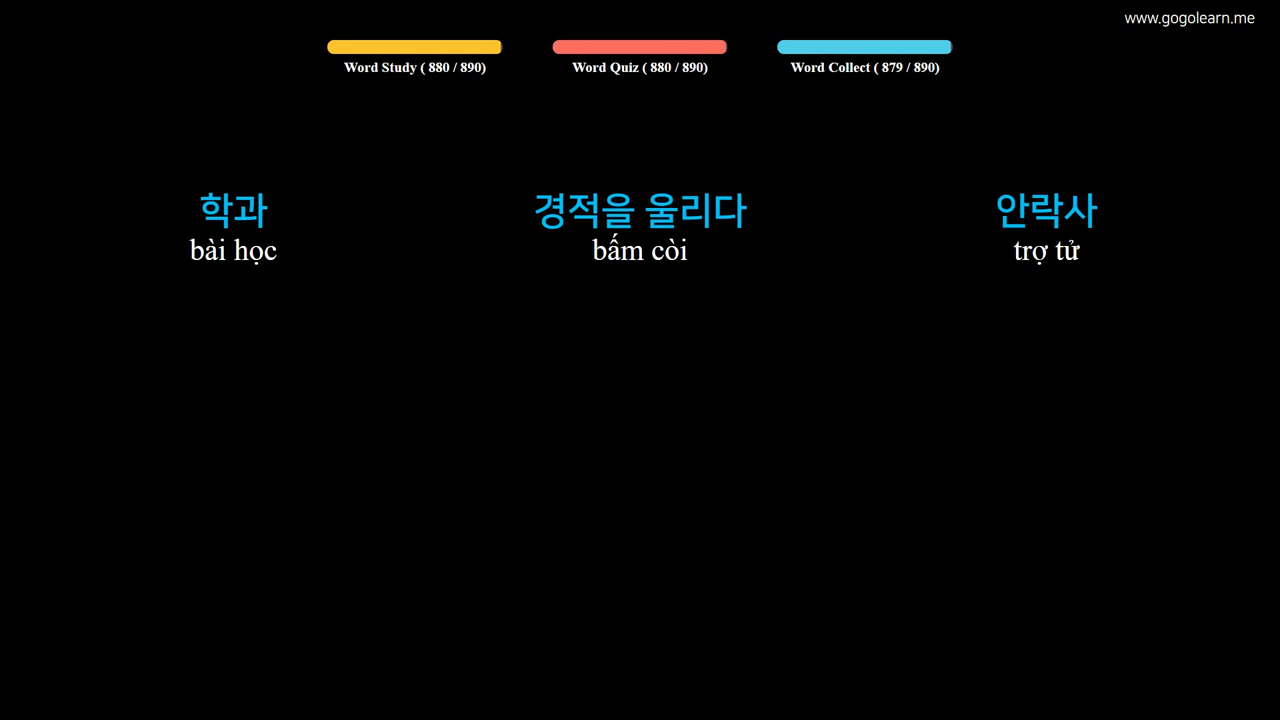 www.gogolearn.me
Word Study ( 880 / 890)
Word Quiz ( 880 / 890)
Word Collect ( 879 / 890)
학과
bài học
경적을 울리다
bấm còi
안락사
trợ tử